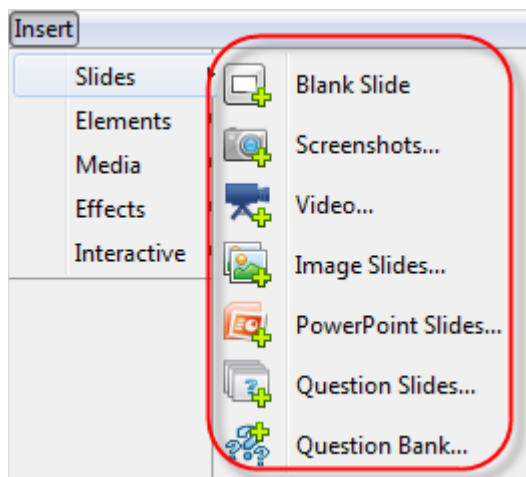 Insert
Slides
Elements
Media
Effects
Interactive
Blank Slide
Screenshots...
Video...
Image Slides...
PowerPoint Slides...
Question Slides...
Question Bank...